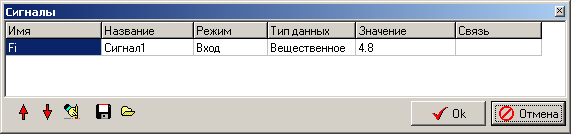 Сигналы
Имя Название Режим Тип данных Значение Связь
Fi Сигнал1 Вход Вещественное 4.8
Ok Отмена